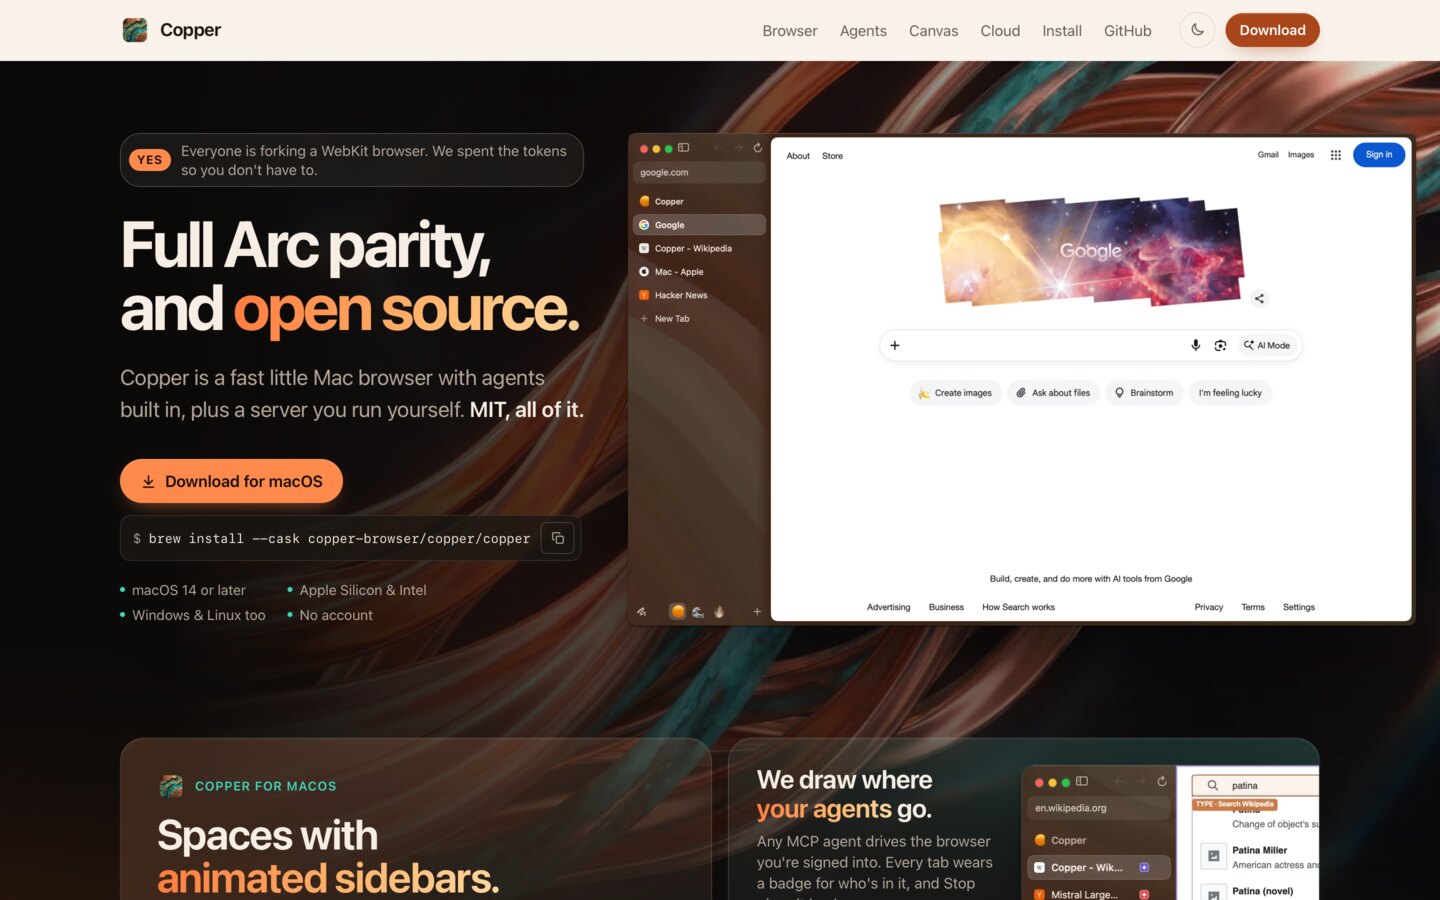 Copper
Browser
Agents
Canvas
Cloud
Install
GitHub
Download
YES
Everyone is forking a WebKit browser. We spent the tokens
so you don't have to.
Full Arc parity,
and open source.
Copper is a fast little Mac browser with agents
built in, plus a server you run yourself. MIT, all of it.
Download for macOS
$ brew install --cask copper-browser/copper/copper
macOS 14 or later
Apple Silicon & Intel
Windows & Linux too
No account
google.com
Copper
Google
Copper - Wikipedia
Mac - Apple
Hacker News
New Tab
About
Store
Gmail
Images
Sign in
Google
AI Mode
Create images
Ask about files
Brainstorm
I'm feeling lucky
Build, create, and do more with AI tools from Google
Advertising
Business
How Search works
Privacy
Terms
Settings
COPPER FOR MACOS
Spaces with
animated sidebars.
We draw where
your agents go.
Any MCP agent drives the browser
you're signed into. Every tab wears
a badge for who's in it, and Stop
en.wikipedia.org
Copper
Copper - Wik...
Mistral Large...
patina
TYPE · Search Wikipedia
Change of object's su
Patina Miller
American actress and
Patina (novel)